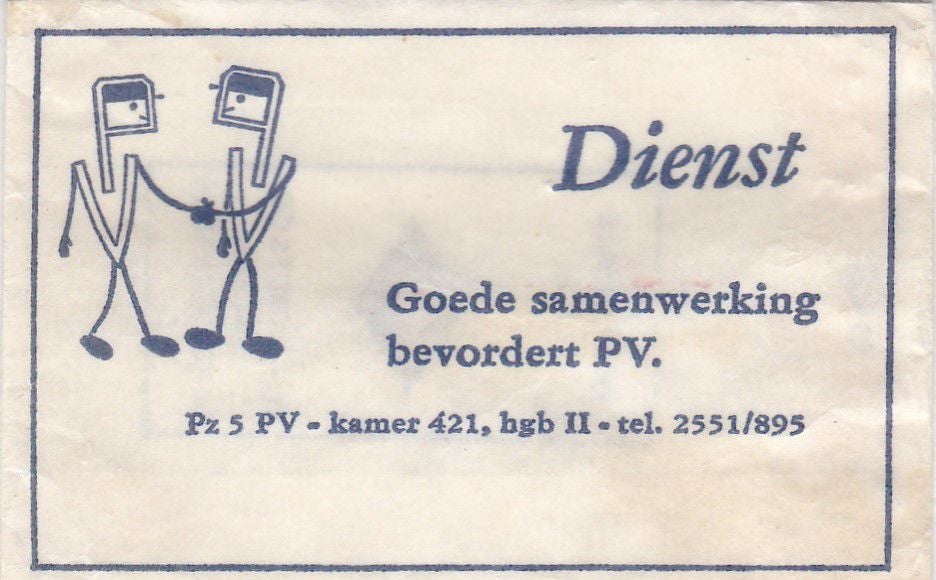 Dienst
Goede samenwerking
bevordert PV.
Pz 5 PV - kamer 421, hgb II - tel. 2551/895